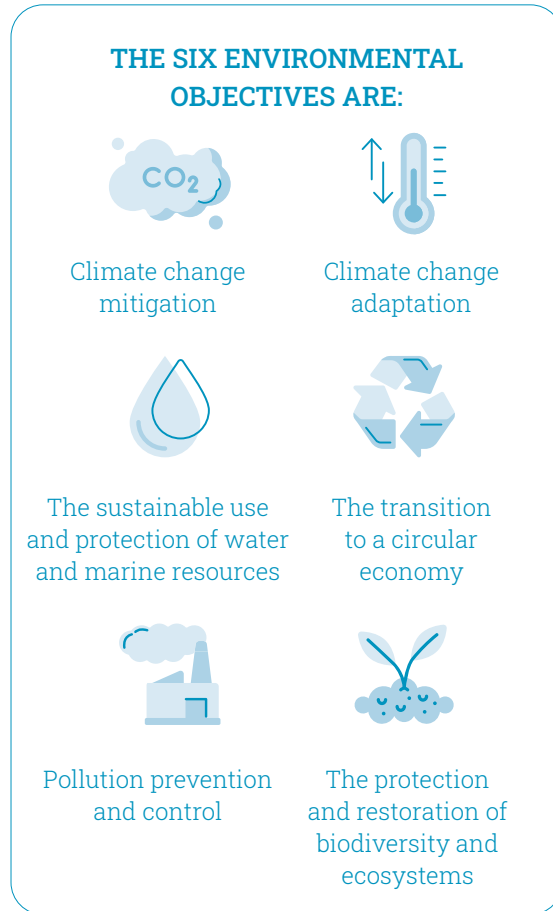 THE SIX ENVIRONMENTAL
OBJECTIVES ARE:
CO2
Climate change
mitigation
Climate change
adaptation
The sustainable use
and protection of water
and marine resources
The transition
to a circular
economy
Pollution prevention
and control
The protection
and restoration of
biodiversity and
ecosystems